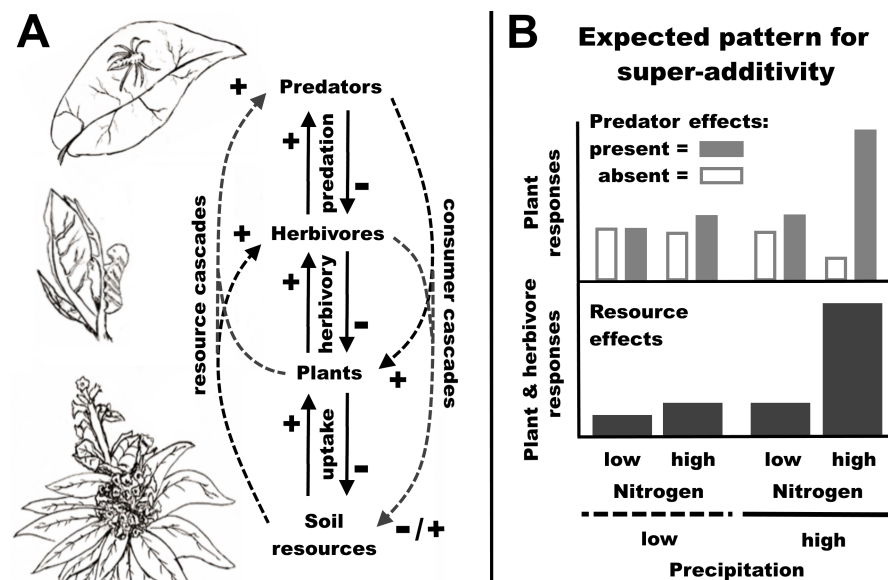 A
+
Predators
+
predation
-
resource cascades
consumer cascades
+
Herbivores
+
herbivory
-
Plants
+
+
uptake
-
Soil
resources
-/+
B
Expected pattern for
super-additivity
Predator effects:
present =
absent =
Plant
responses
Resource
effects
Plant & herbivore
responses
low
high
low
high
Nitrogen
Nitrogen
low
high
Precipitation